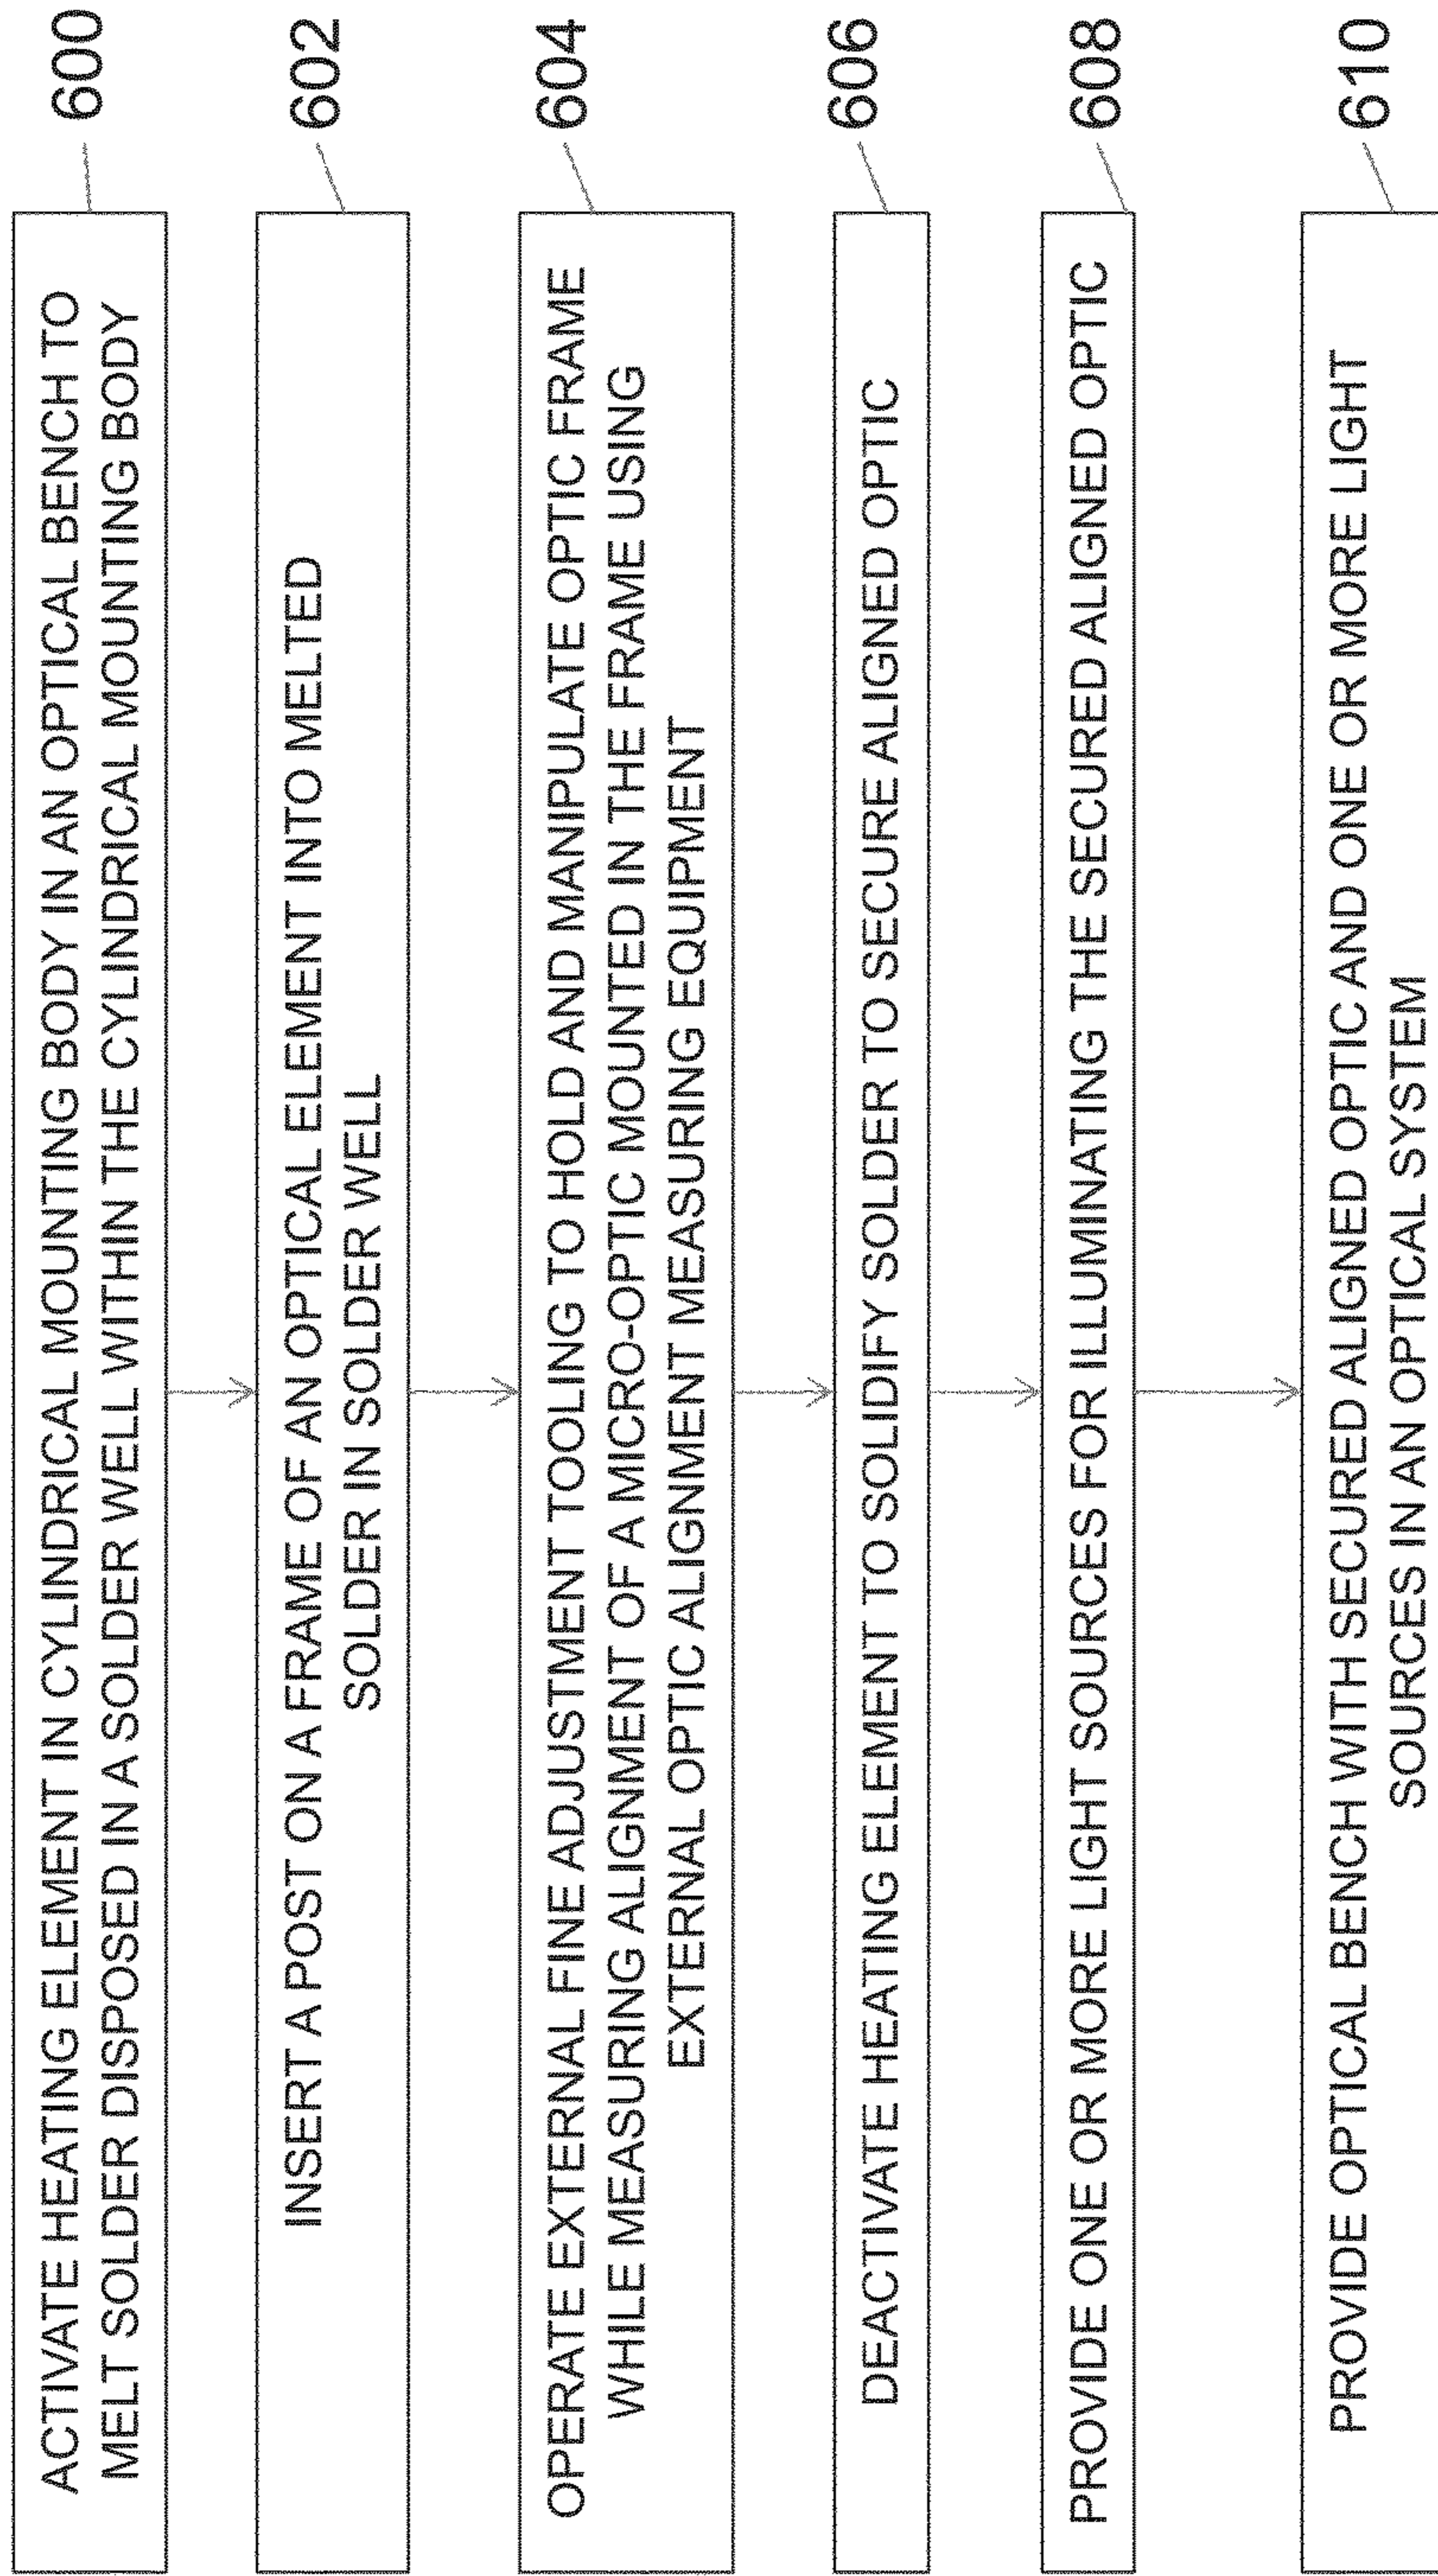 ACTIVATE HEATING ELEMENT IN CYLINDRICAL MOUNTING BODY IN AN OPTICAL BENCH TO
MELT SOLDER DISPOSED IN A SOLDER WELL WITHIN THE CYLINDRICAL MOUNTING BODY
600
INSERT A POST ON A FRAME OF AN OPTICAL ELEMENT INTO MELTED
SOLDER IN SOLDER WELL
602
OPERATE EXTERNAL FINE ADJUSTMENT TOOLING TO HOLD AND MANIPULATE OPTIC FRAME
WHILE MEASURING ALIGNMENT OF A MICRO-OPTIC MOUNTED IN THE FRAME USING
EXTERNAL OPTIC ALIGNMENT MEASURING EQUIPMENT
604
DEACTIVATE HEATING ELEMENT TO SOLIDIFY SOLDER TO SECURE ALIGNED OPTIC
606
PROVIDE ONE OR MORE LIGHT SOURCES FOR ILLUMINATING THE SECURED ALIGNED OPTIC
608
PROVIDE OPTICAL BENCH WITH SECURED ALIGNED OPTIC AND ONE OR MORE LIGHT
SOURCES IN AN OPTICAL SYSTEM
610